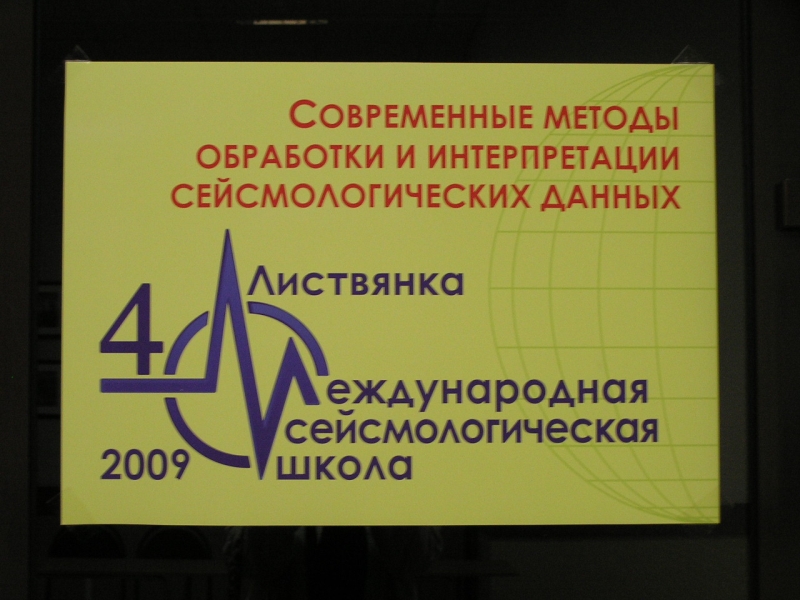 Современные методы
обработки и интерпретации
сейсмологических данных
Листвянка
4
Международная
сейсмологическая
2009 школа